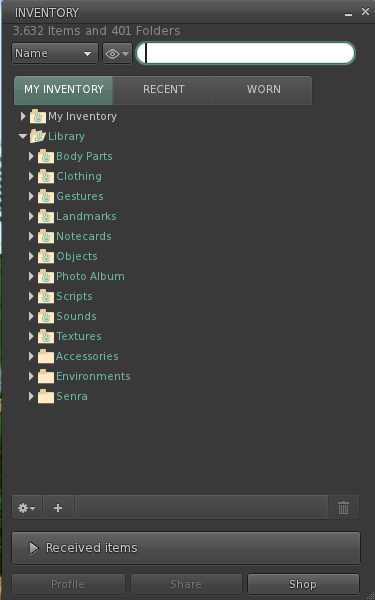 INVENTORY
3,632 Items and 401 Folders
Name
MY INVENTORY RECENT WORN
My Inventory
Library
Body Parts
Clothing
Gestures
Landmarks
Notecards
Objects
Photo Album
Scripts
Sounds
Textures
Accessories
Environments
Senra
Received items
Profile Share Shop